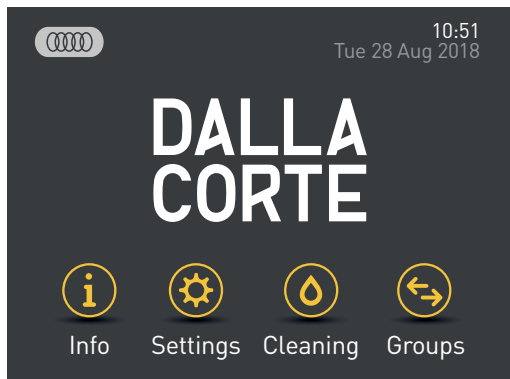 10:51
Tue 28 Aug 2018
DALLA
CORTE
Info Settings Cleaning Groups